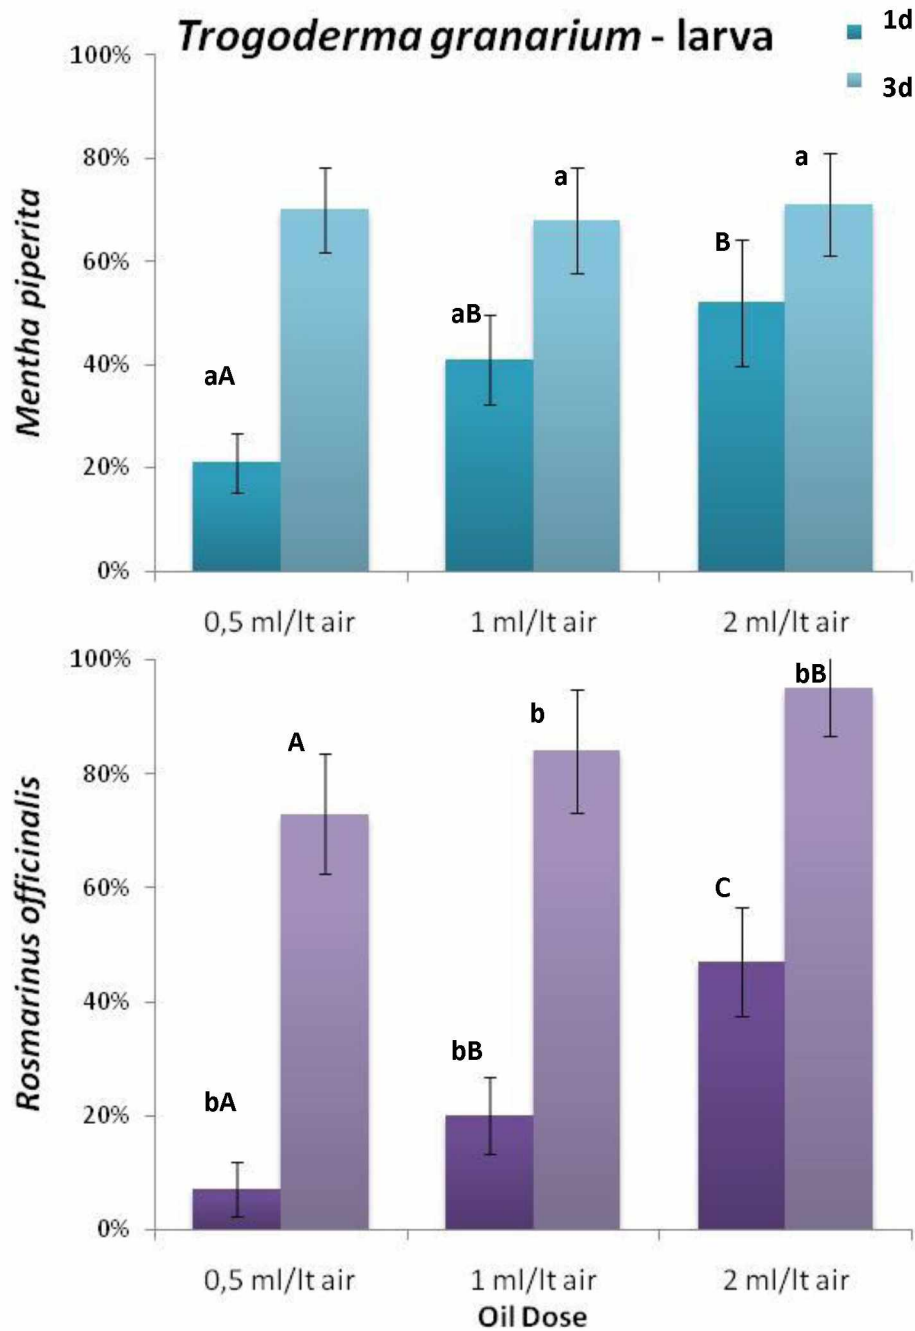 Trogoderma granarium - larva
1d
3d
Mentha piperita
100%
80%
60%
40%
20%
0%
aA
aB
a
B
a
0,5 ml/lt air
1 ml/lt air
2 ml/lt air
Rosmarinus officinalis
100%
80%
60%
40%
20%
0%
bA
A
bB
b
C
bB
0,5 ml/lt air
1 ml/lt air
2 ml/lt air
Oil Dose